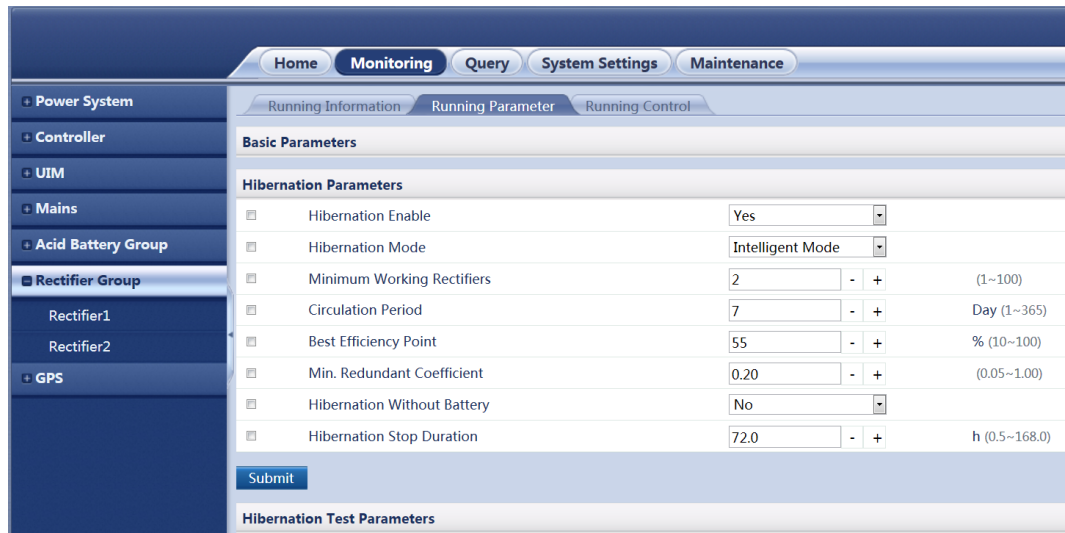 Home Monitoring Query System Settings Maintenance
Power System
Controller
UIM
Mains
Acid Battery Group
Rectifier Group
Rectifier1
Rectifier2
GPS
Running Information Running Parameter Running Control
Basic Parameters
Hibernation Parameters
Hibernation Enable Yes
Hibernation Mode Intelligent Mode
Minimum Working Rectifiers 2 - + (1~100)
Circulation Period 7 - + Day (1~365)
Best Efficiency Point 55 - + % (10~100)
Min. Redundant Coefficient 0.20 - + (0.05~1.00)
Hibernation Without Battery No
Hibernation Stop Duration 72.0 - + h (0.5~168.0)
Submit
Hibernation Test Parameters